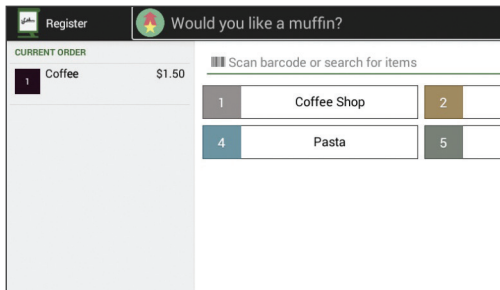 Register
Would you like a muffin?
CURRENT ORDER
1 Coffee $1.50
Scan barcode or search for items
1 Coffee Shop
2
4 Pasta
5